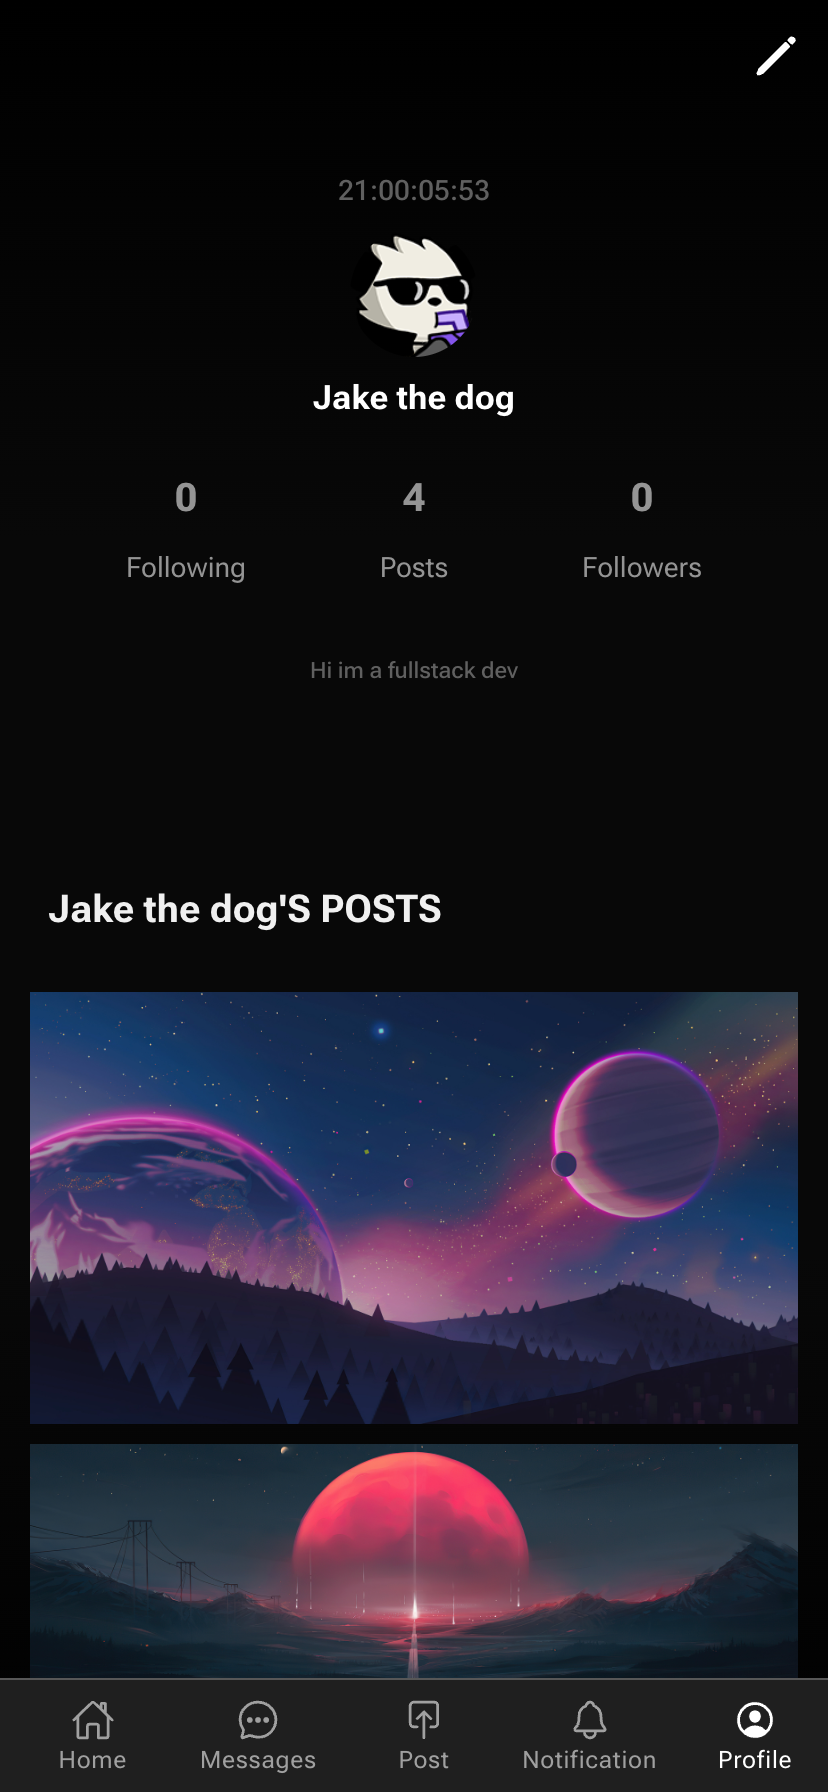 21:00:05:53
Jake the dog
0 4 0
Following Posts Followers
Hi im a fullstack dev
Jake the dog'S POSTS
Home Messages Post Notification Profile